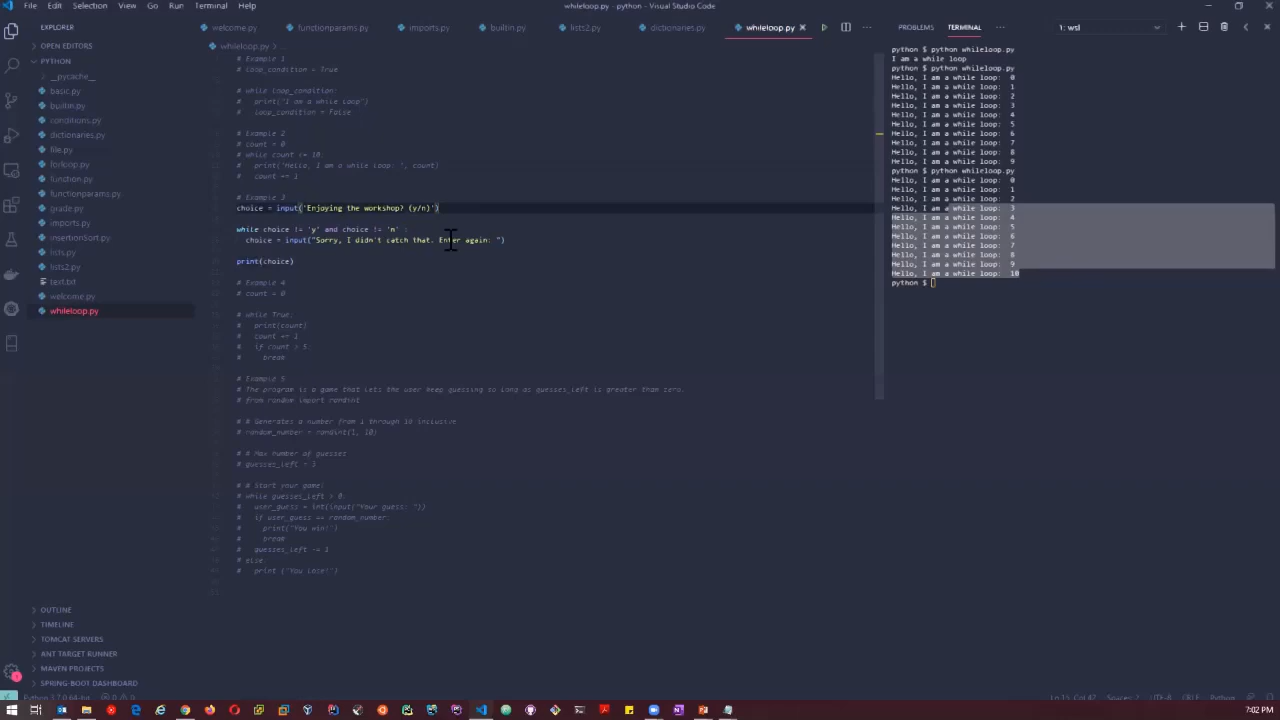 File Edit Selection View Go Run Terminal Help
whileloop.py - python - Visual Studio Code
EXPLORER
welcome.py functionparams.py imports.py builtin.py lists2.py dictionaries.py whileloop.py
PROBLEMS TERMINAL 1: wsl
OPEN EDITORS
PYTHON
__pycache__
basic.py
builtin.py
conditions.py
dictionaries.py
file.py
forloop.py
function.py
functionparams.py
grade.py
imports.py
insertionSort.py
lists.py
lists2.py
text.txt
welcome.py
whileloop.py
OUTLINE
TIMELINE
TOMCAT SERVERS
ANT TARGET RUNNER
MAVEN PROJECTS
SPRING-BOOT DASHBOARD
whileloop.py
# Example 1
# loop_condition = True
# while loop_condition:
#   print("I am a while loop")
#   loop_condition = False
# Example 2
# count = 0
# while count <= 10:
#   print('Hello, I am a while loop: ', count)
#   count += 1
# Example 3
choice = input('Enjoying the workshop? (y/n)')
while choice != 'y' and choice != 'n' :
choice = input("Sorry, I didn't catch that. Enter again: ")
print(choice)
# Example 4
# count = 0
# while True:
#   print(count)
#   count += 1
#   if count > 5:
#     break
# Example 5
# The program is a game that lets the user keep guessing so long as guesses_left is greater than zero.
# from random import randint
# # Generates a number from 1 through 10 inclusive
# random_number = randint(1, 10)
# # Max number of guesses
# guesses_left = 3
# # Start your game:
# while guesses_left > 0:
#   user_guess = int(input("Your guess: "))
#   if user_guess == random_number:
#     print("You win!")
#     break
#   guesses_left -= 1
# else:
#   print ("You lose!")
python $ python whileloop.py
I am a while loop
python $ python whileloop.py
Hello, I am a while loop:  0
Hello, I am a while loop:  1
Hello, I am a while loop:  2
Hello, I am a while loop:  3
Hello, I am a while loop:  4
Hello, I am a while loop:  5
Hello, I am a while loop:  6
Hello, I am a while loop:  7
Hello, I am a while loop:  8
Hello, I am a while loop:  9
python $ python whileloop.py
Hello, I am a while loop:  0
Hello, I am a while loop:  1
Hello, I am a while loop:  2
Hello, I am a while loop:  3
Hello, I am a while loop:  4
Hello, I am a while loop:  5
Hello, I am a while loop:  6
Hello, I am a while loop:  7
Hello, I am a while loop:  8
Hello, I am a while loop:  9
Hello, I am a while loop:  10
python $
Python 3.7.0 64-bit
UTF-8 Python
7:02 PM